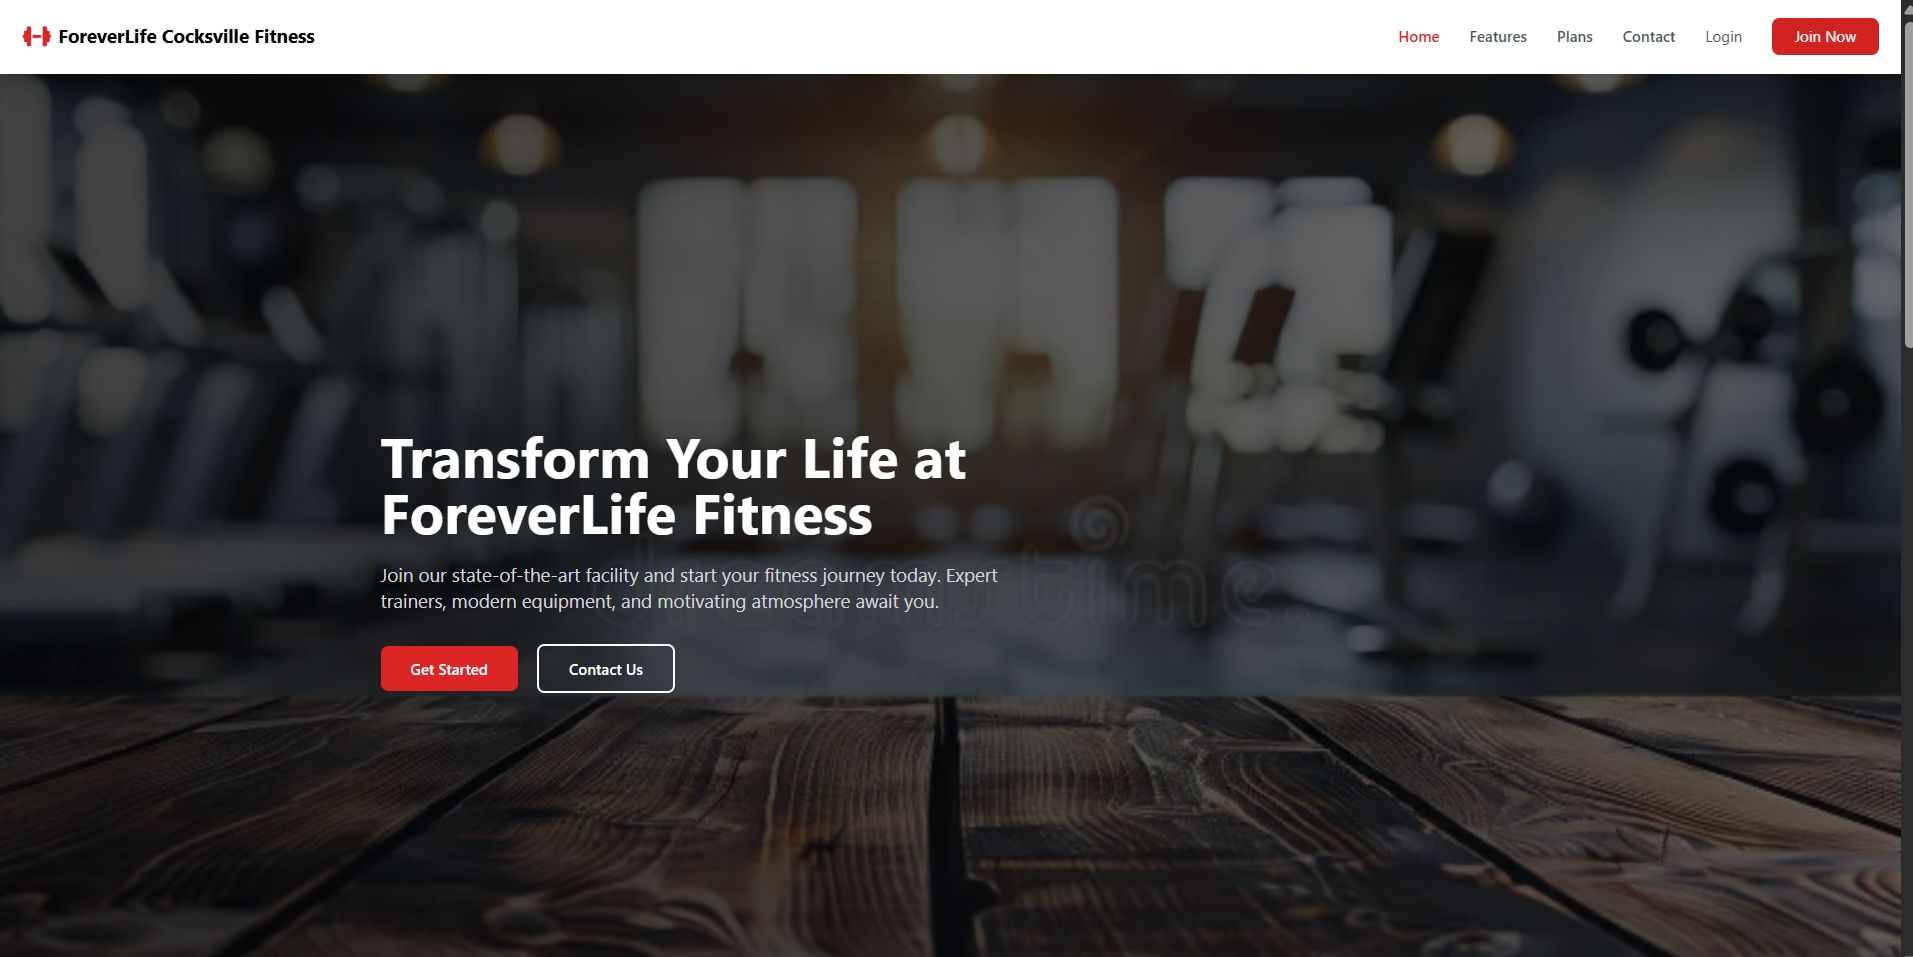 ForeverLife Cocksville Fitness
Home Features Plans Contact Login Join Now
Transform Your Life at
ForeverLife Fitness
Join our state-of-the-art facility and start your fitness journey today. Expert
trainers, modern equipment, and motivating atmosphere await you.
Get Started Contact Us
dreamstime.